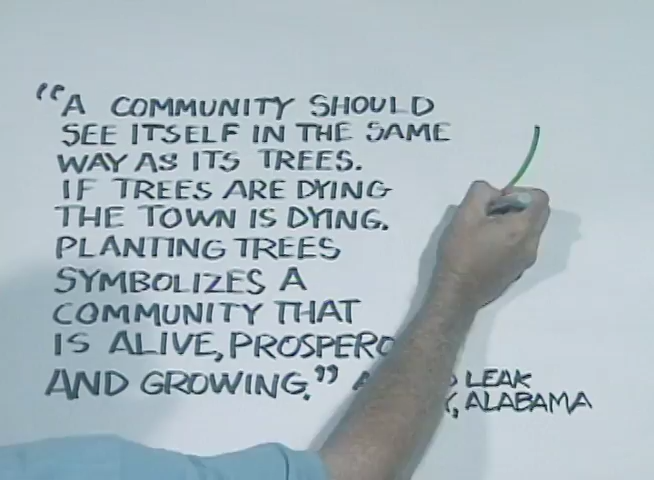 “A COMMUNITY SHOULD
SEE ITSELF IN THE SAME
WAY AS ITS TREES.
IF TREES ARE DYING
THE TOWN IS DYING.
PLANTING TREES
SYMBOLIZES A
COMMUNITY THAT
IS ALIVE,
AND GROWING.” LEAK
ALABAMA